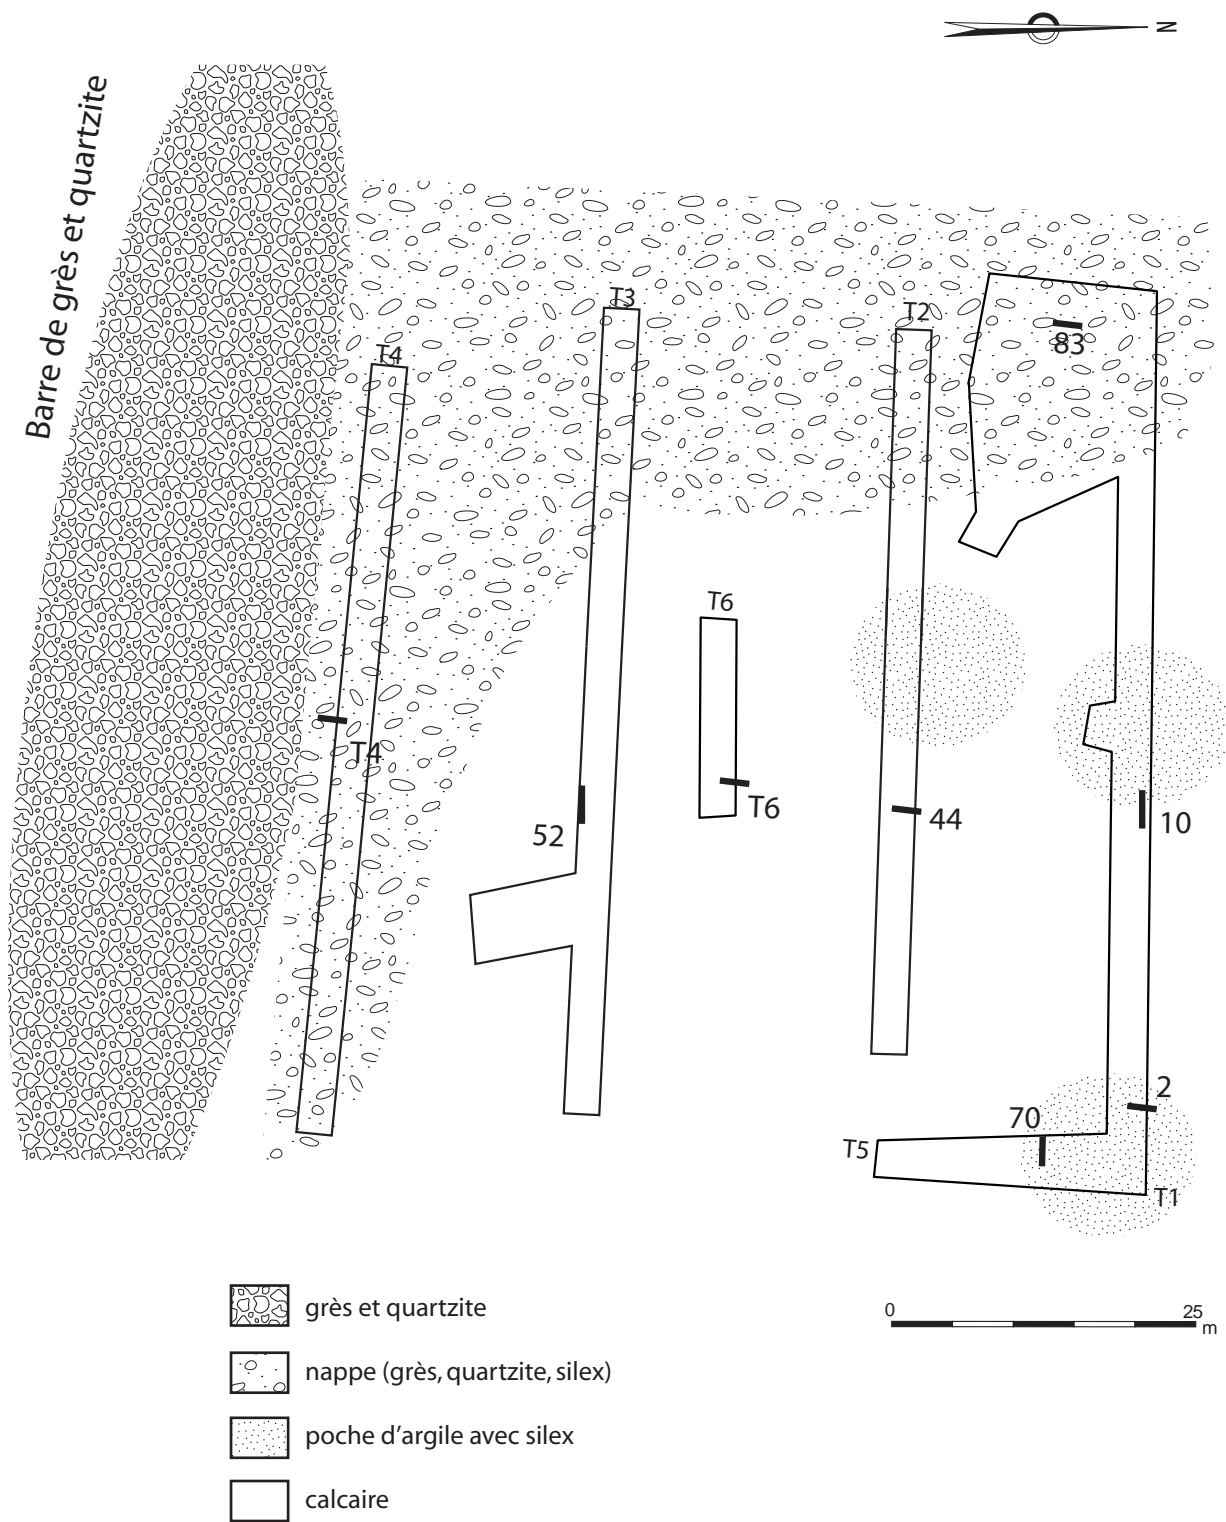 N
Barre de grès et quartzite
T3
T2
83
T4
T6
T4
T6
52
44
10
2
70
T5
T1
grès et quartzite
nappe (grès, quartzite, silex)
poche d'argile avec silex
calcaire
0 25
m